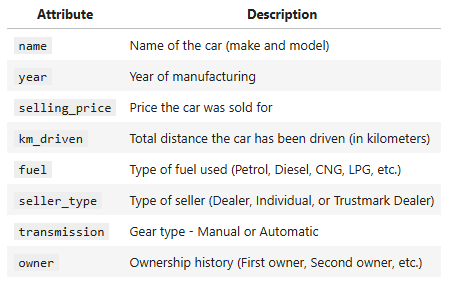 Attribute Description
name Name of the car (make and model)
year Year of manufacturing
selling_price Price the car was sold for
km_driven Total distance the car has been driven (in kilometers)
fuel Type of fuel used (Petrol, Diesel, CNG, LPG, etc.)
seller_type Type of seller (Dealer, Individual, or Trustmark Dealer)
transmission Gear type - Manual or Automatic
owner Ownership history (First owner, Second owner, etc.)